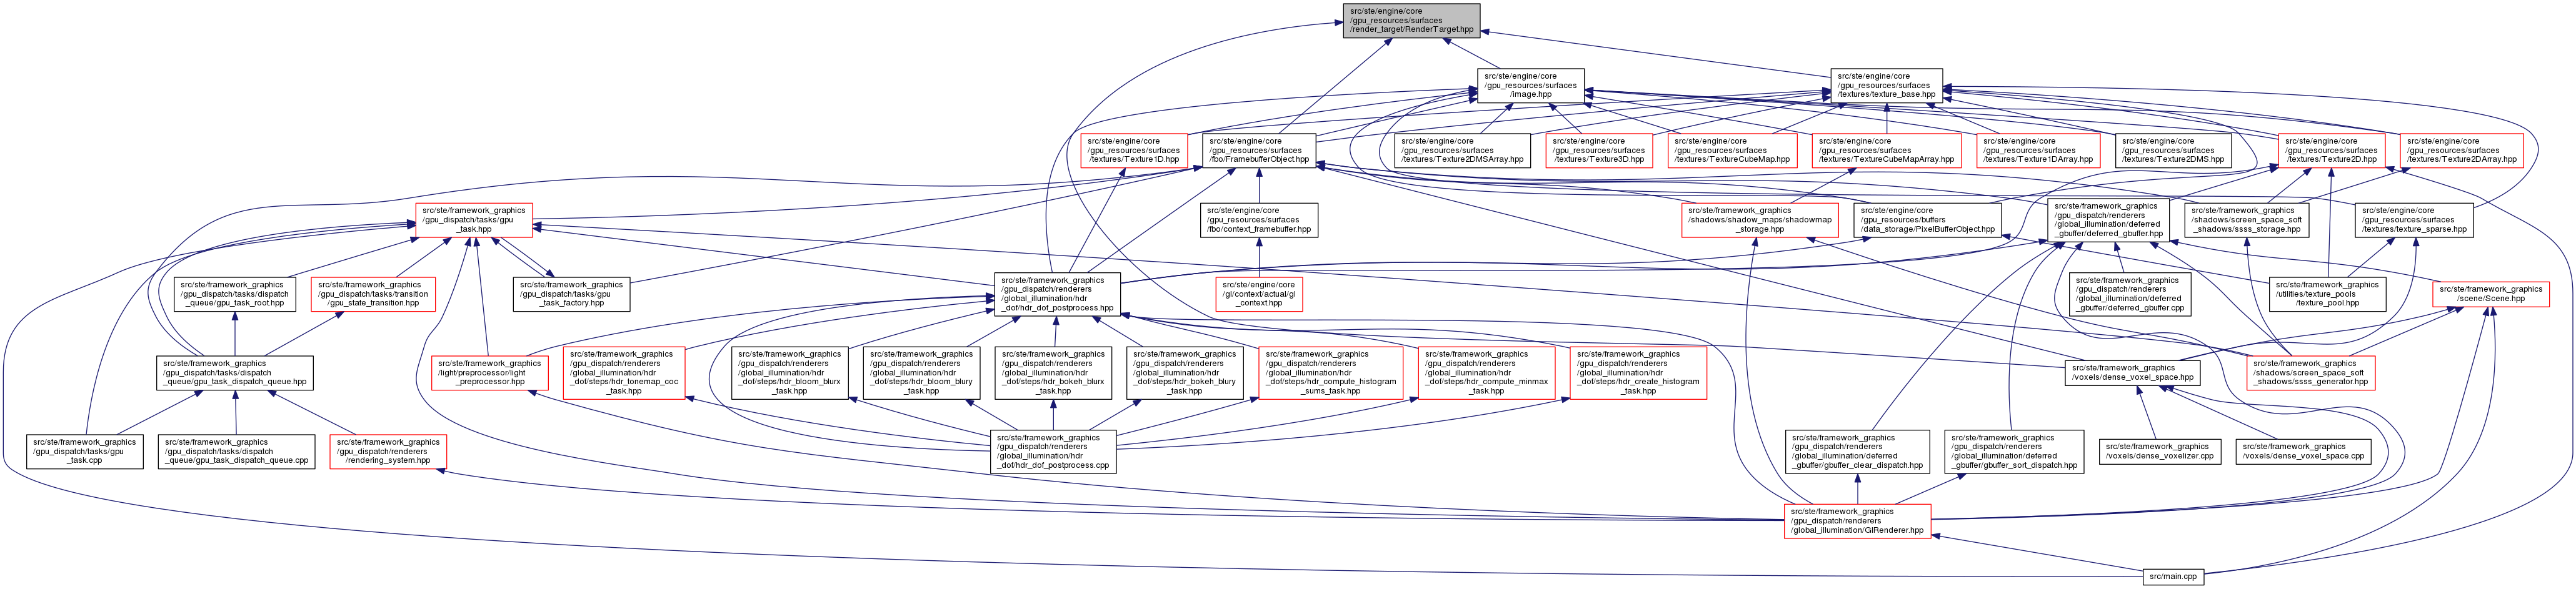 src/ste/engine/core
/gpu_resources/surfaces
/render_target/RenderTarget.hpp
src/ste/engine/core
/gpu_resources/surfaces
/image.hpp
src/ste/engine/core
/gpu_resources/surfaces
/textures/texture_base.hpp
src/ste/engine/core
/gpu_resources/surfaces
/textures/Texture1D.hpp
src/ste/engine/core
/gpu_resources/surfaces
/fbo/FramebufferObject.hpp
src/ste/engine/core
/gpu_resources/surfaces
/textures/Texture2DMSArray.hpp
src/ste/engine/core
/gpu_resources/surfaces
/textures/Texture3D.hpp
src/ste/engine/core
/gpu_resources/surfaces
/textures/TextureCubeMap.hpp
src/ste/engine/core
/gpu_resources/surfaces
/textures/TextureCubeMapArray.hpp
src/ste/engine/core
/gpu_resources/surfaces
/textures/Texture1DArray.hpp
src/ste/engine/core
/gpu_resources/surfaces
/textures/Texture2DMS.hpp
src/ste/engine/core
/gpu_resources/surfaces
/textures/Texture2D.hpp
src/ste/engine/core
/gpu_resources/surfaces
/textures/Texture2DArray.hpp
src/ste/framework_graphics
/gpu_dispatch/tasks/gpu
_task.hpp
src/ste/engine/core
/gpu_resources/surfaces
/fbo/context_framebuffer.hpp
src/ste/framework_graphics
/shadows/shadow_maps/shadowmap
_storage.hpp
src/ste/engine/core
/gpu_resources/buffers
/data_storage/PixelBufferObject.hpp
src/ste/framework_graphics
/gpu_dispatch/renderers
/global_illumination/deferred
_gbuffer/deferred_gbuffer.hpp
src/ste/framework_graphics
/shadows/screen_space_soft
_shadows/ssss_storage.hpp
src/ste/engine/core
/gpu_resources/surfaces
/textures/texture_sparse.hpp
src/ste/framework_graphics
/gpu_dispatch/tasks/dispatch
_queue/gpu_task_root.hpp
src/ste/framework_graphics
/gpu_dispatch/tasks/transition
/gpu_state_transition.hpp
src/ste/framework_graphics
/gpu_dispatch/tasks/gpu
_task_factory.hpp
src/ste/framework_graphics
/gpu_dispatch/renderers
/global_illumination/hdr
_dof/hdr_dof_postprocess.hpp
src/ste/engine/core
/gl/context/actual/gl
_context.hpp
src/ste/framework_graphics
/gpu_dispatch/renderers
/global_illumination/deferred
_gbuffer/deferred_gbuffer.cpp
src/ste/framework_graphics
/utilities/texture_pools
/texture_pool.hpp
src/ste/framework_graphics
/scene/Scene.hpp
src/ste/framework_graphics
/gpu_dispatch/tasks/dispatch
_queue/gpu_task_dispatch_queue.hpp
src/ste/framework_graphics
/light/preprocessor/light
_preprocessor.hpp
src/ste/framework_graphics
/gpu_dispatch/renderers
/global_illumination/hdr
_dof/steps/hdr_tonemap_coc
_task.hpp
src/ste/framework_graphics
/gpu_dispatch/renderers
/global_illumination/hdr
_dof/steps/hdr_bloom_blurx
_task.hpp
src/ste/framework_graphics
/gpu_dispatch/renderers
/global_illumination/hdr
_dof/steps/hdr_bloom_blury
_task.hpp
src/ste/framework_graphics
/gpu_dispatch/renderers
/global_illumination/hdr
_dof/steps/hdr_bokeh_blurx
_task.hpp
src/ste/framework_graphics
/gpu_dispatch/renderers
/global_illumination/hdr
_dof/steps/hdr_bokeh_blury
_task.hpp
src/ste/framework_graphics
/gpu_dispatch/renderers
/global_illumination/hdr
_dof/steps/hdr_compute_histogram
_sums_task.hpp
src/ste/framework_graphics
/gpu_dispatch/renderers
/global_illumination/hdr
_dof/steps/hdr_compute_minmax
_task.hpp
src/ste/framework_graphics
/gpu_dispatch/renderers
/global_illumination/hdr
_dof/steps/hdr_create_histogram
_task.hpp
src/ste/framework_graphics
/voxels/dense_voxel_space.hpp
src/ste/framework_graphics
/shadows/screen_space_soft
_shadows/ssss_generator.hpp
src/ste/framework_graphics
/gpu_dispatch/tasks/gpu
_task.cpp
src/ste/framework_graphics
/gpu_dispatch/tasks/dispatch
_queue/gpu_task_dispatch_queue.cpp
src/ste/framework_graphics
/gpu_dispatch/renderers
/rendering_system.hpp
src/ste/framework_graphics
/gpu_dispatch/renderers
/global_illumination/hdr
_dof/hdr_dof_postprocess.cpp
src/ste/framework_graphics
/gpu_dispatch/renderers
/global_illumination/deferred
_gbuffer/gbuffer_clear_dispatch.hpp
src/ste/framework_graphics
/gpu_dispatch/renderers
/global_illumination/deferred
_gbuffer/gbuffer_sort_dispatch.hpp
src/ste/framework_graphics
/voxels/dense_voxelizer.cpp
src/ste/framework_graphics
/voxels/dense_voxel_space.cpp
src/ste/framework_graphics
/gpu_dispatch/renderers
/global_illumination/GIRenderer.hpp
src/main.cpp